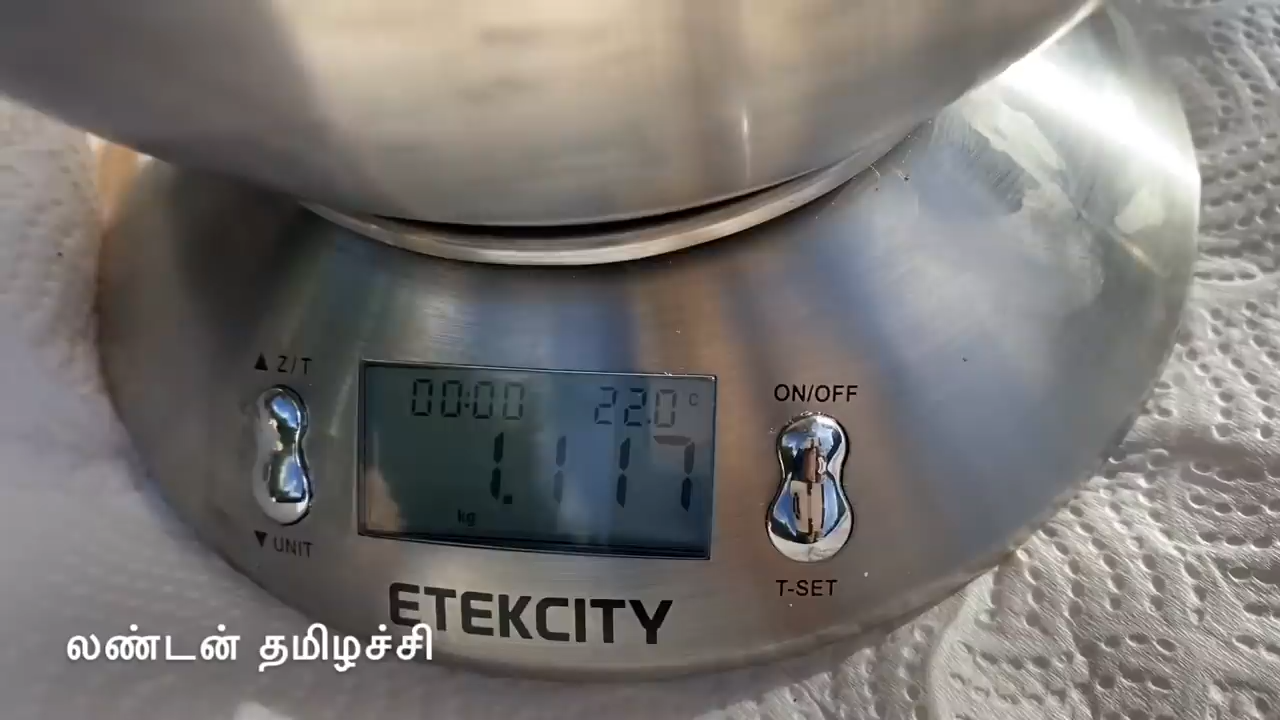 ▲ Z/T
▼ UNIT
00:00 22.0 °C
1.117
kg
ON/OFF
T-SET
ETEKCITY
லண்டன் தமிழச்சி